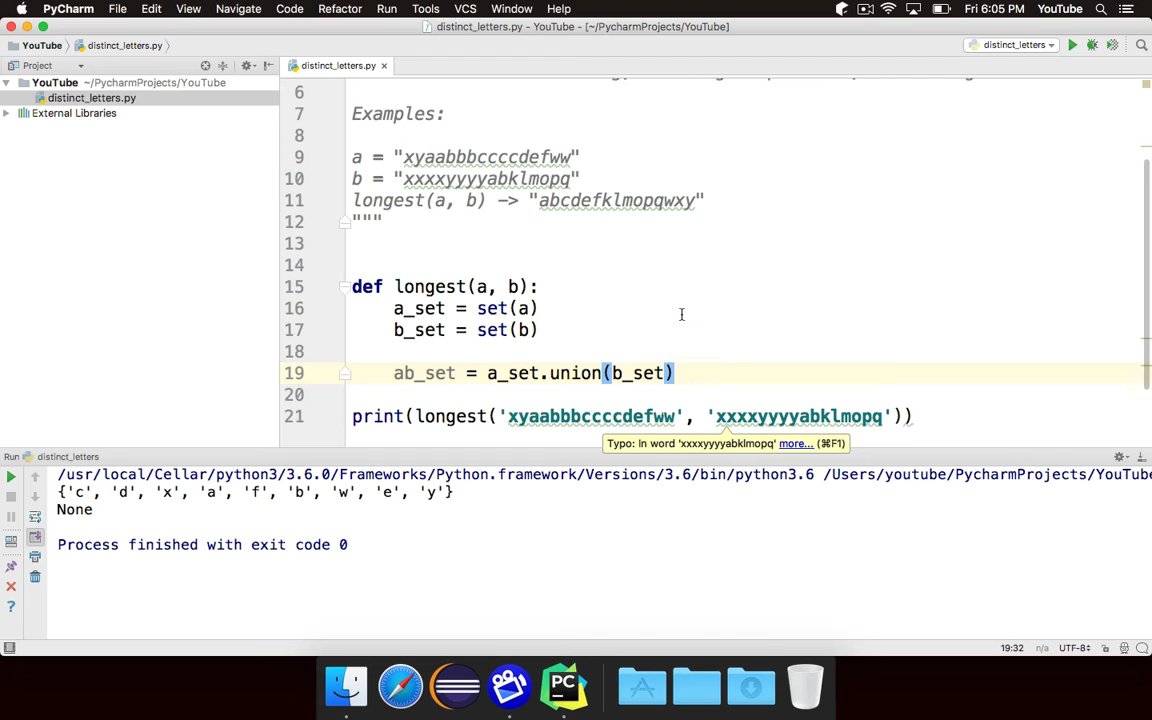 PyCharm File Edit View Navigate Code Refactor Run Tools VCS Window Help Fri 6:05 PM YouTube
distinct_letters.py - YouTube - [~/PycharmProjects/YouTube]
YouTube distinct_letters.py distinct_letters
Project distinct_letters.py
YouTube ~/PycharmProjects/YouTube
distinct_letters.py
External Libraries
6
7 Examples:
8
9 a = "xyaabbbccccdefww"
10 b = "xxxxyyyyabklmopq"
11 longest(a, b) -> "abcdefklmopqwxy"
12 """
13
14
15 def longest(a, b):
16 a_set = set(a)
17 b_set = set(b)
18
19 ab_set = a_set.union(b_set)
20
21 print(longest('xyaabbbccccdefww', 'xxxxyyyyabklmopq'))
Typo: In word 'xxxxyyyyabklmopq' more... (⌘F1)
Run distinct_letters
/usr/local/Cellar/python3/3.6.0/Frameworks/Python.framework/Versions/3.6/bin/python3.6 /Users/youtube/PycharmProjects/YouTube
{'c', 'd', 'x', 'a', 'f', 'b', 'w', 'e', 'y'}
None
Process finished with exit code 0
19:32 n/a UTF-8
PC